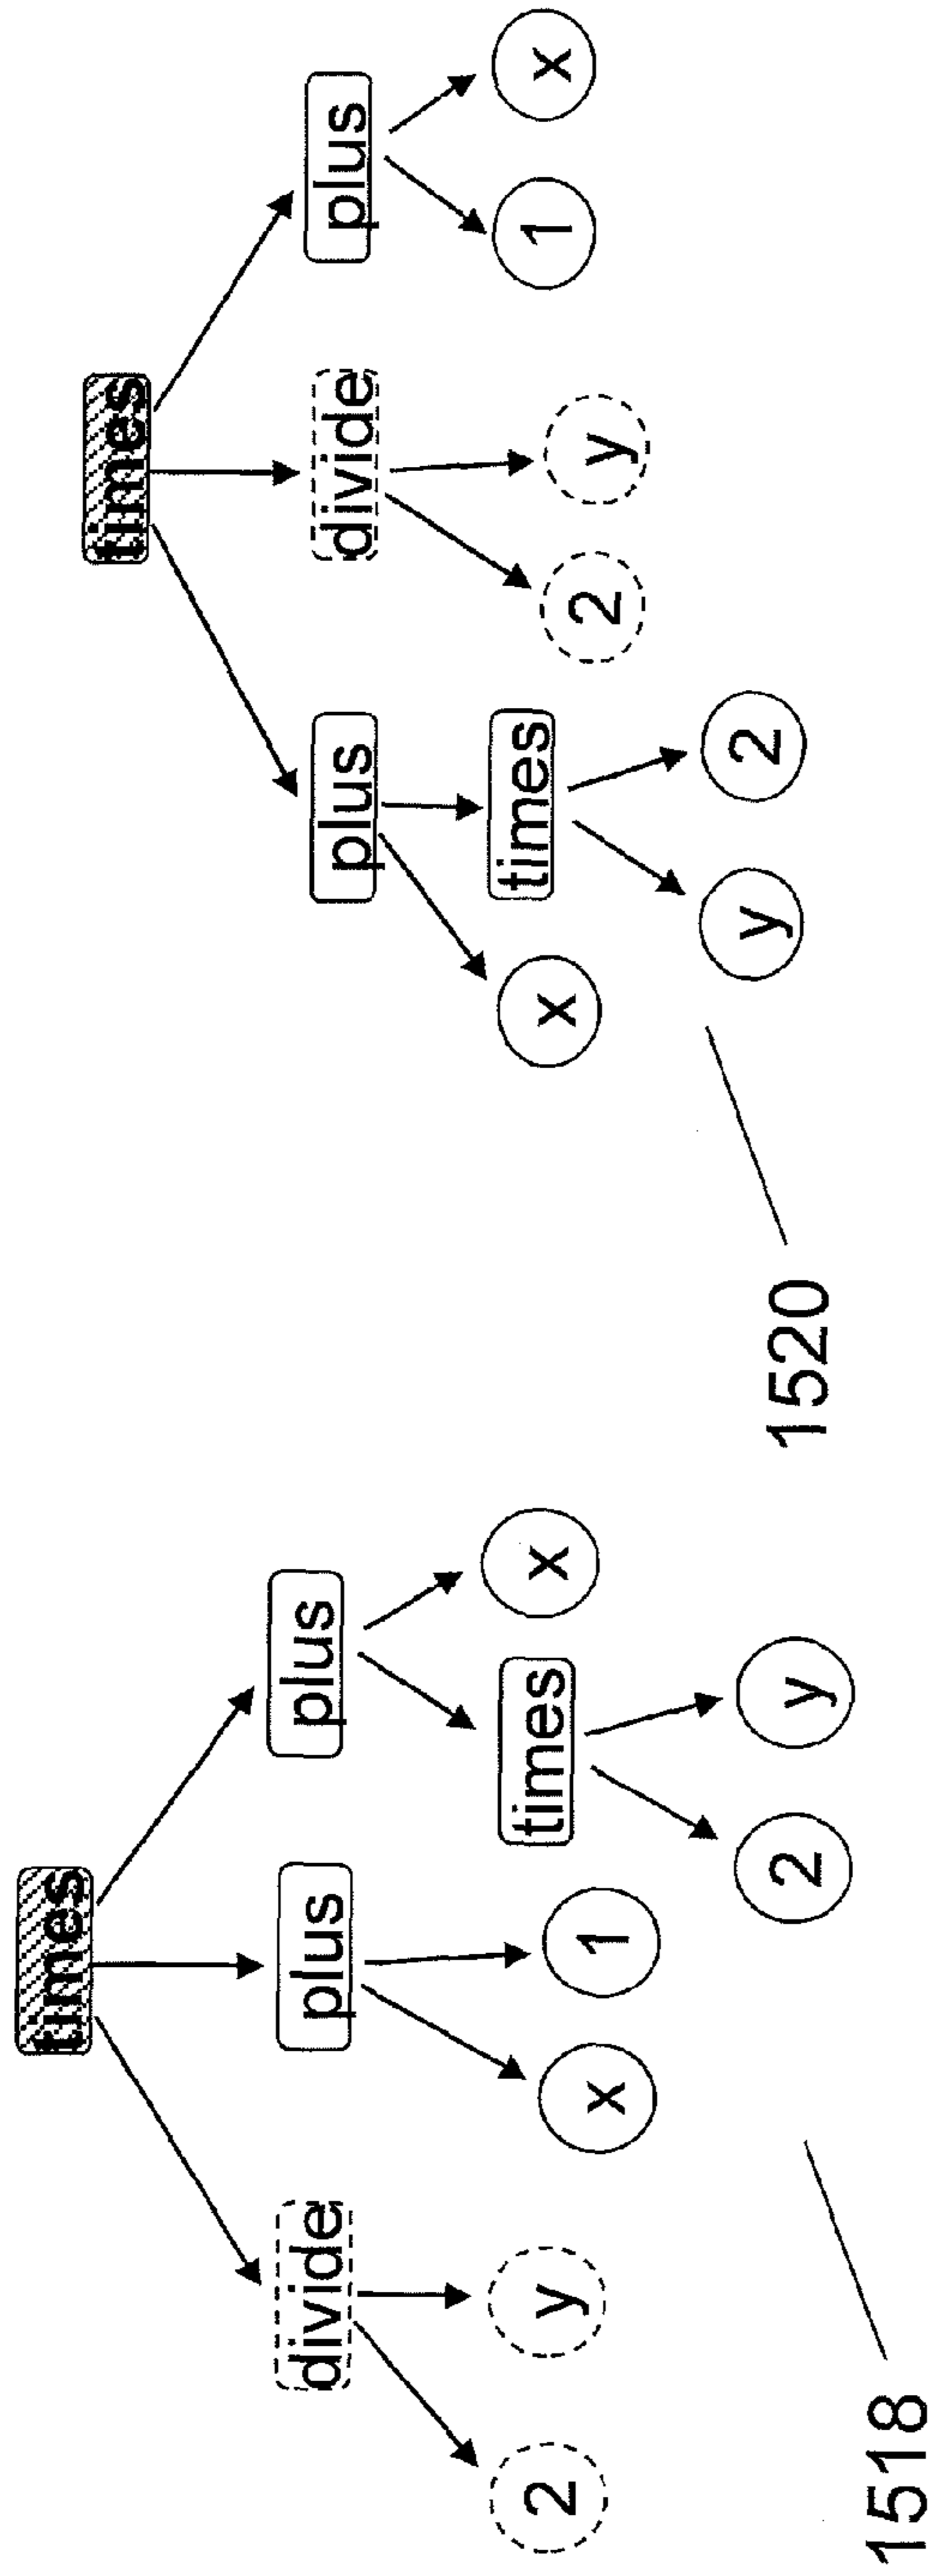 times
divide plus plus
2 y x 1 times x
2 y
1518
times
plus divide plus
x times 2 y 1 x
y 2
1520